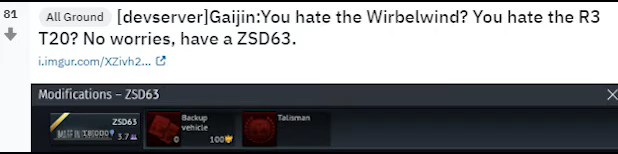 81
All Ground [devserver]Gaijin:You hate the Wirbelwind? You hate the R3
T20? No worries, have a ZSD63.
i.imgur.com/XZivh2...
Modifications – ZSD63
ZSD63
3.7
Backup
vehicle
0 100
Talisman